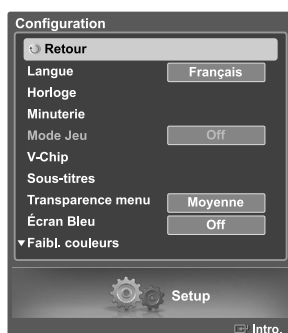 Configuration
Retour
Langue Français
Horloge
Minuterie
Mode Jeu Off
V-Chip
Sous-titres
Transparence menu Moyenne
Écran Bleu Off
▼Faibl. couleurs
Setup
Intro.